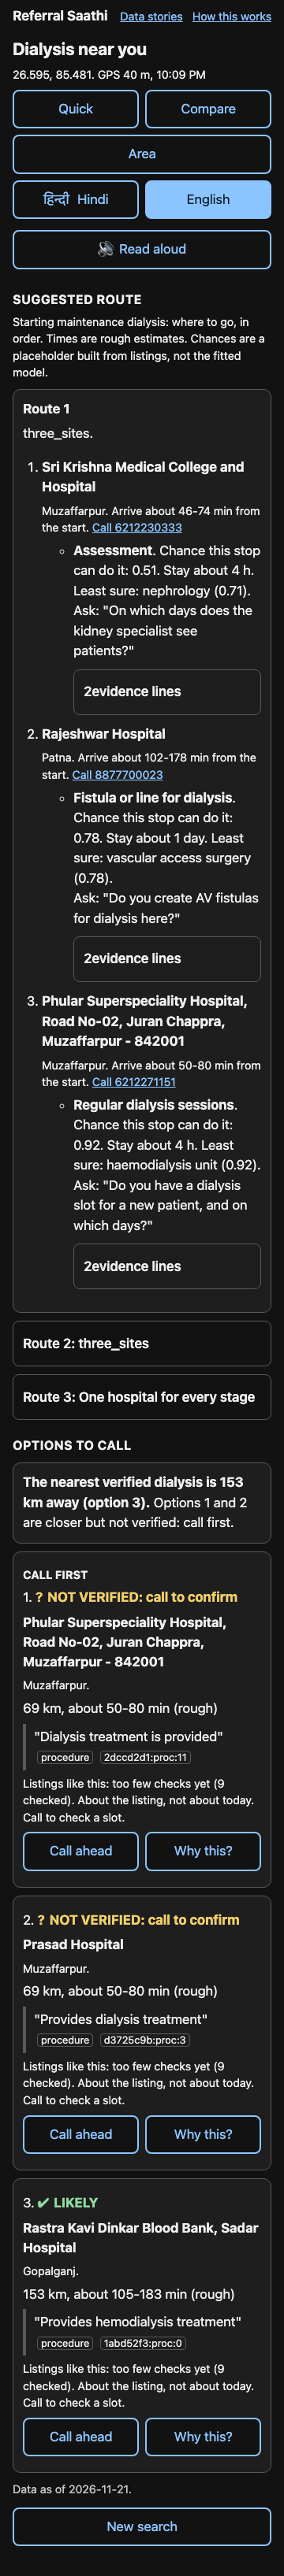 Referral Saathi Data stories How this works
Dialysis near you
26.595, 85.481. GPS 40 m, 10:09 PM
Quick Compare
Area
हिन्दी Hindi English
🔊 Read aloud
SUGGESTED ROUTE
Starting maintenance dialysis: where to go, in
order. Times are rough estimates. Chances are a
placeholder built from listings, not the fitted
model.
Route 1
three_sites.
1. Sri Krishna Medical College and
Hospital
Muzaffarpur. Arrive about 46-74 min from
the start. Call 6212230333
◦ Assessment. Chance this stop
can do it: 0.51. Stay about 4 h.
Least sure: nephrology (0.71).
Ask: "On which days does the
kidney specialist see
patients?"
2evidence lines
2. Rajeshwar Hospital
Patna. Arrive about 102-178 min from the
start. Call 8877700023
◦ Fistula or line for dialysis.
Chance this stop can do it:
0.78. Stay about 1 day. Least
sure: vascular access surgery
(0.78).
Ask: "Do you create AV fistulas
for dialysis here?"
2evidence lines
3. Phular Superspeciality Hospital,
Road No-02, Juran Chappra,
Muzaffarpur - 842001
Muzaffarpur. Arrive about 50-80 min from
the start. Call 6212271151
◦ Regular dialysis sessions.
Chance this stop can do it:
0.92. Stay about 4 h. Least
sure: haemodialysis unit (0.92).
Ask: "Do you have a dialysis
slot for a new patient, and on
which days?"
2evidence lines
Route 2: three_sites
Route 3: One hospital for every stage
OPTIONS TO CALL
The nearest verified dialysis is 153
km away (option 3). Options 1 and 2
are closer but not verified: call first.
CALL FIRST
1. ? NOT VERIFIED: call to confirm
Phular Superspeciality Hospital,
Road No-02, Juran Chappra,
Muzaffarpur - 842001
Muzaffarpur.
69 km, about 50-80 min (rough)
"Dialysis treatment is provided"
procedure 2dccd2d1:proc:11
Listings like this: too few checks yet (9
checked). About the listing, not about today.
Call to check a slot.
Call ahead Why this?
2. ? NOT VERIFIED: call to confirm
Prasad Hospital
Muzaffarpur.
69 km, about 50-80 min (rough)
"Provides dialysis treatment"
procedure d3725c9b:proc:3
Listings like this: too few checks yet (9
checked). About the listing, not about today.
Call to check a slot.
Call ahead Why this?
3. ✔ LIKELY
Rastra Kavi Dinkar Blood Bank, Sadar
Hospital
Gopalganj.
153 km, about 105-183 min (rough)
"Provides hemodialysis treatment"
procedure 1abd52f3:proc:0
Listings like this: too few checks yet (9
checked). About the listing, not about today.
Call to check a slot.
Call ahead Why this?
Data as of 2026-11-21.
New search